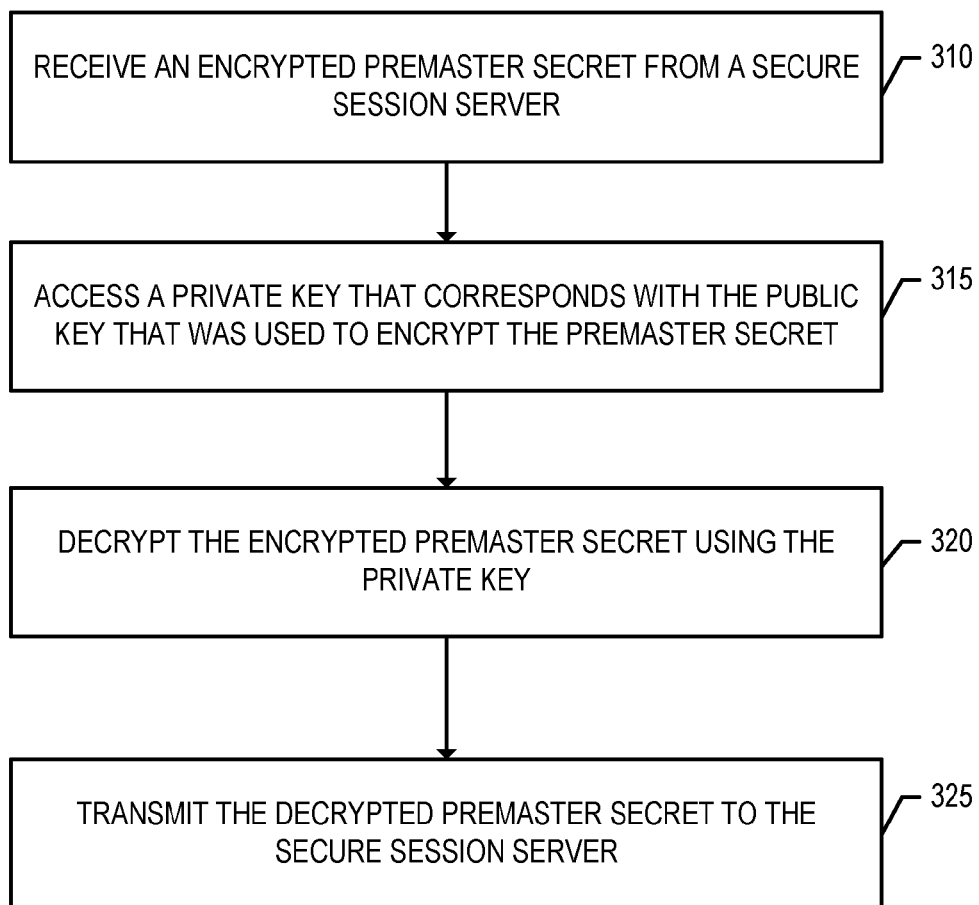 RECEIVE AN ENCRYPTED PREMASTER SECRET FROM A SECURE
SESSION SERVER
310
ACCESS A PRIVATE KEY THAT CORRESPONDS WITH THE PUBLIC
KEY THAT WAS USED TO ENCRYPT THE PREMASTER SECRET
315
DECRYPT THE ENCRYPTED PREMASTER SECRET USING THE
PRIVATE KEY
320
TRANSMIT THE DECRYPTED PREMASTER SECRET TO THE
SECURE SESSION SERVER
325